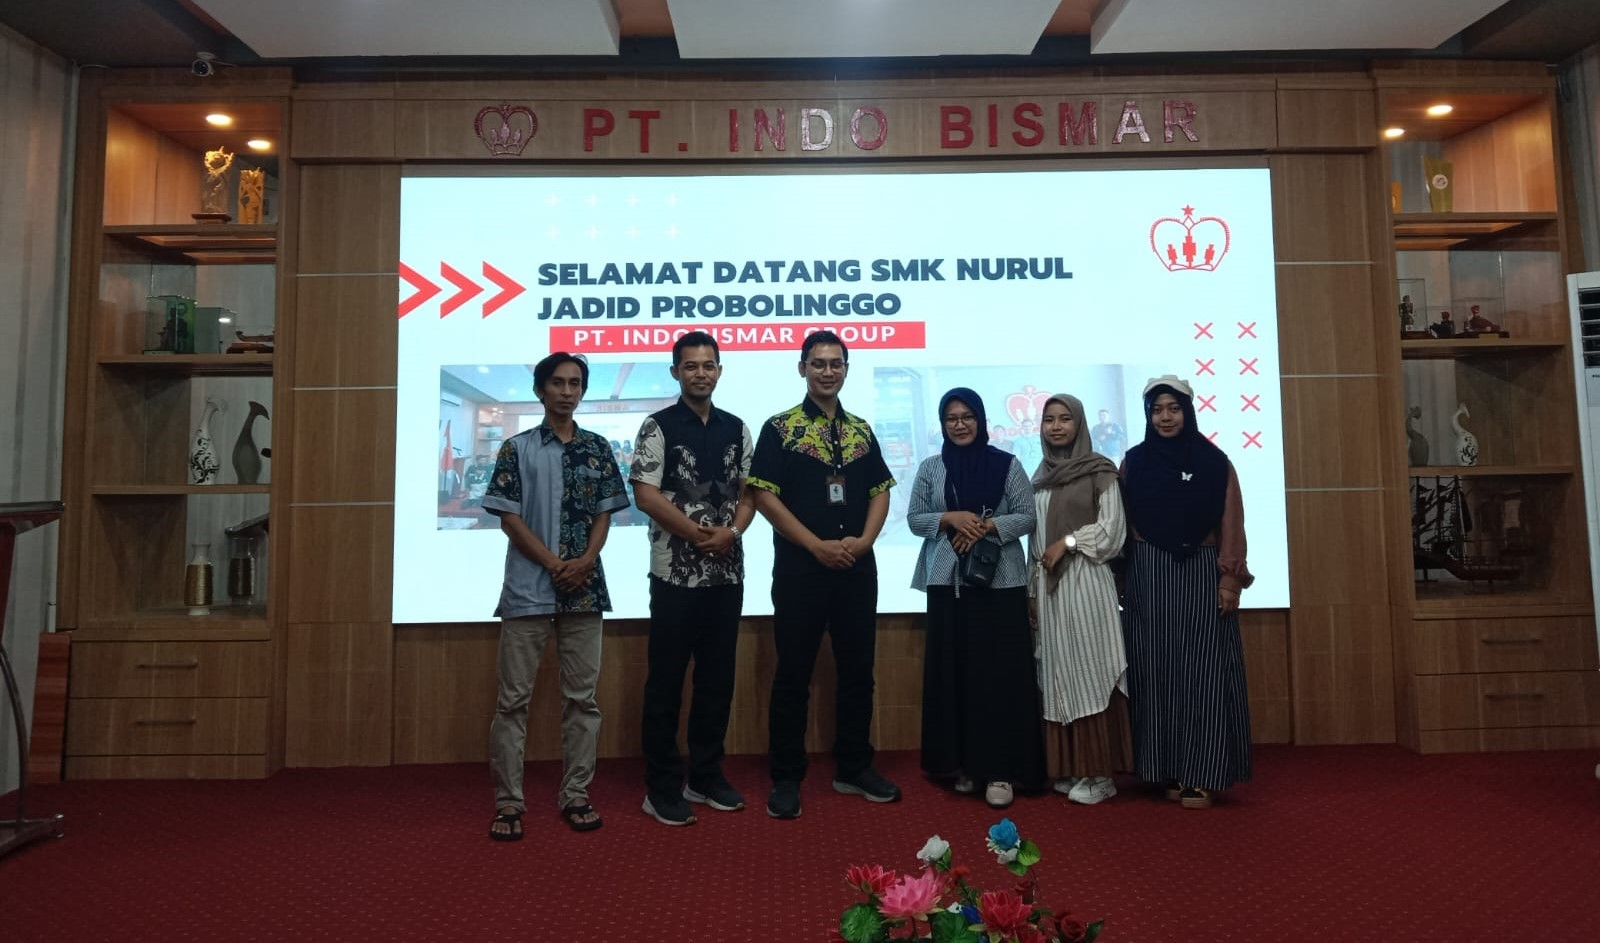 PT. INDO BISMAR
SELAMAT DATANG SMK NURUL
JADID PROBOLINGGO
PT. INDOBISMAR GROUP